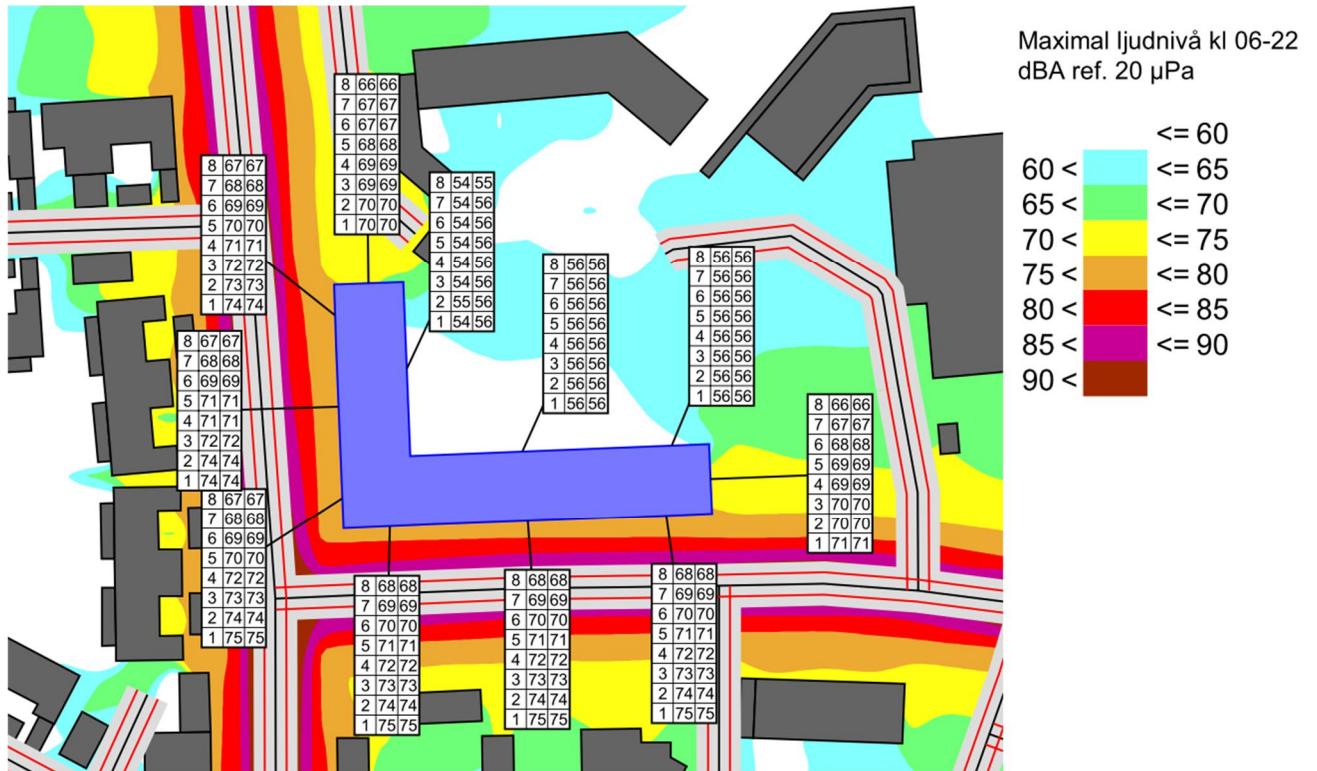 Maximal ljudnivå kl 06-22
dBA ref. 20 µPa
<= 60
60 < <= 65
65 < <= 70
70 < <= 75
75 < <= 80
80 < <= 85
85 < <= 90
90 <
8 66 66
7 67 67
6 67 67
5 68 68
4 69 69
3 69 69
2 70 70
1 70 70
8 67 67
7 68 68
6 69 69
5 70 70
4 71 71
3 72 72
2 73 73
1 74 74
8 54 55
7 54 56
6 54 56
5 54 56
4 54 56
3 54 56
2 55 56
1 54 56
8 56 56
7 56 56
6 56 56
5 56 56
4 56 56
3 56 56
2 56 56
1 56 56
8 56 56
7 56 56
6 56 56
5 56 56
4 56 56
3 56 56
2 56 56
1 56 56
8 67 67
7 68 68
6 69 69
5 71 71
4 71 71
3 72 72
2 74 74
1 74 74
8 66 66
7 67 67
6 68 68
5 69 69
4 69 69
3 70 70
2 70 70
1 71 71
8 67 67
7 68 68
6 69 69
5 70 70
4 72 72
3 73 73
2 74 74
1 75 75
8 68 68
7 69 69
6 70 70
5 71 71
4 72 72
3 73 73
2 74 74
1 75 75
8 68 68
7 69 69
6 70 70
5 71 71
4 72 72
3 73 73
2 74 74
1 75 75
8 68 68
7 69 69
6 70 70
5 71 71
4 72 72
3 73 73
2 74 74
1 75 75